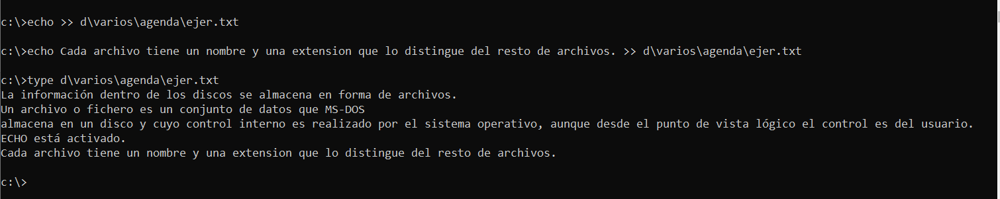 c:\>echo >> d\varios\agenda\ejer.txt
c:\>echo Cada archivo tiene un nombre y una extension que lo distingue del resto de archivos. >> d\varios\agenda\ejer.txt
c:\>type d\varios\agenda\ejer.txt
La información dentro de los discos se almacena en forma de archivos.
Un archivo o fichero es un conjunto de datos que MS-DOS
almacena en un disco y cuyo control interno es realizado por el sistema operativo, aunque desde el punto de vista lógico el control es del usuario.
ECHO está activado.
Cada archivo tiene un nombre y una extension que lo distingue del resto de archivos.
c:\>